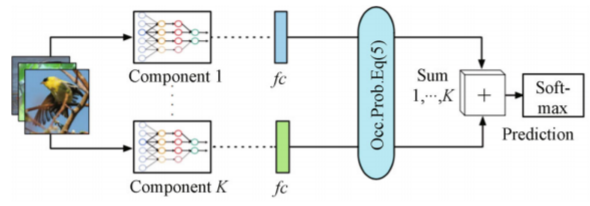 Component 1
fc
Occ.Prob.Eq(5)
Sum
1,···,K
+
Soft-
max
Prediction
Component K
fc